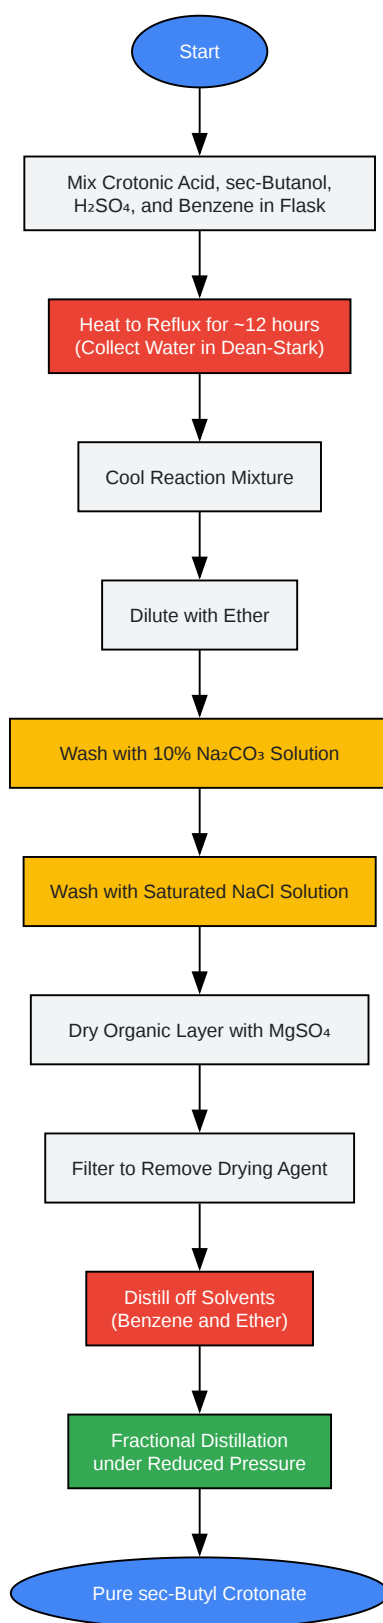 Start
Mix Crotonic Acid, sec-Butanol,
H₂SO₄, and Benzene in Flask
Heat to Reflux for ~12 hours
(Collect Water in Dean-Stark)
Cool Reaction Mixture
Dilute with Ether
Wash with 10% Na₂CO₃ Solution
Wash with Saturated NaCl Solution
Dry Organic Layer with MgSO₄
Filter to Remove Drying Agent
Distill off Solvents
(Benzene and Ether)
Fractional Distillation
under Reduced Pressure
Pure sec-Butyl Crotonate